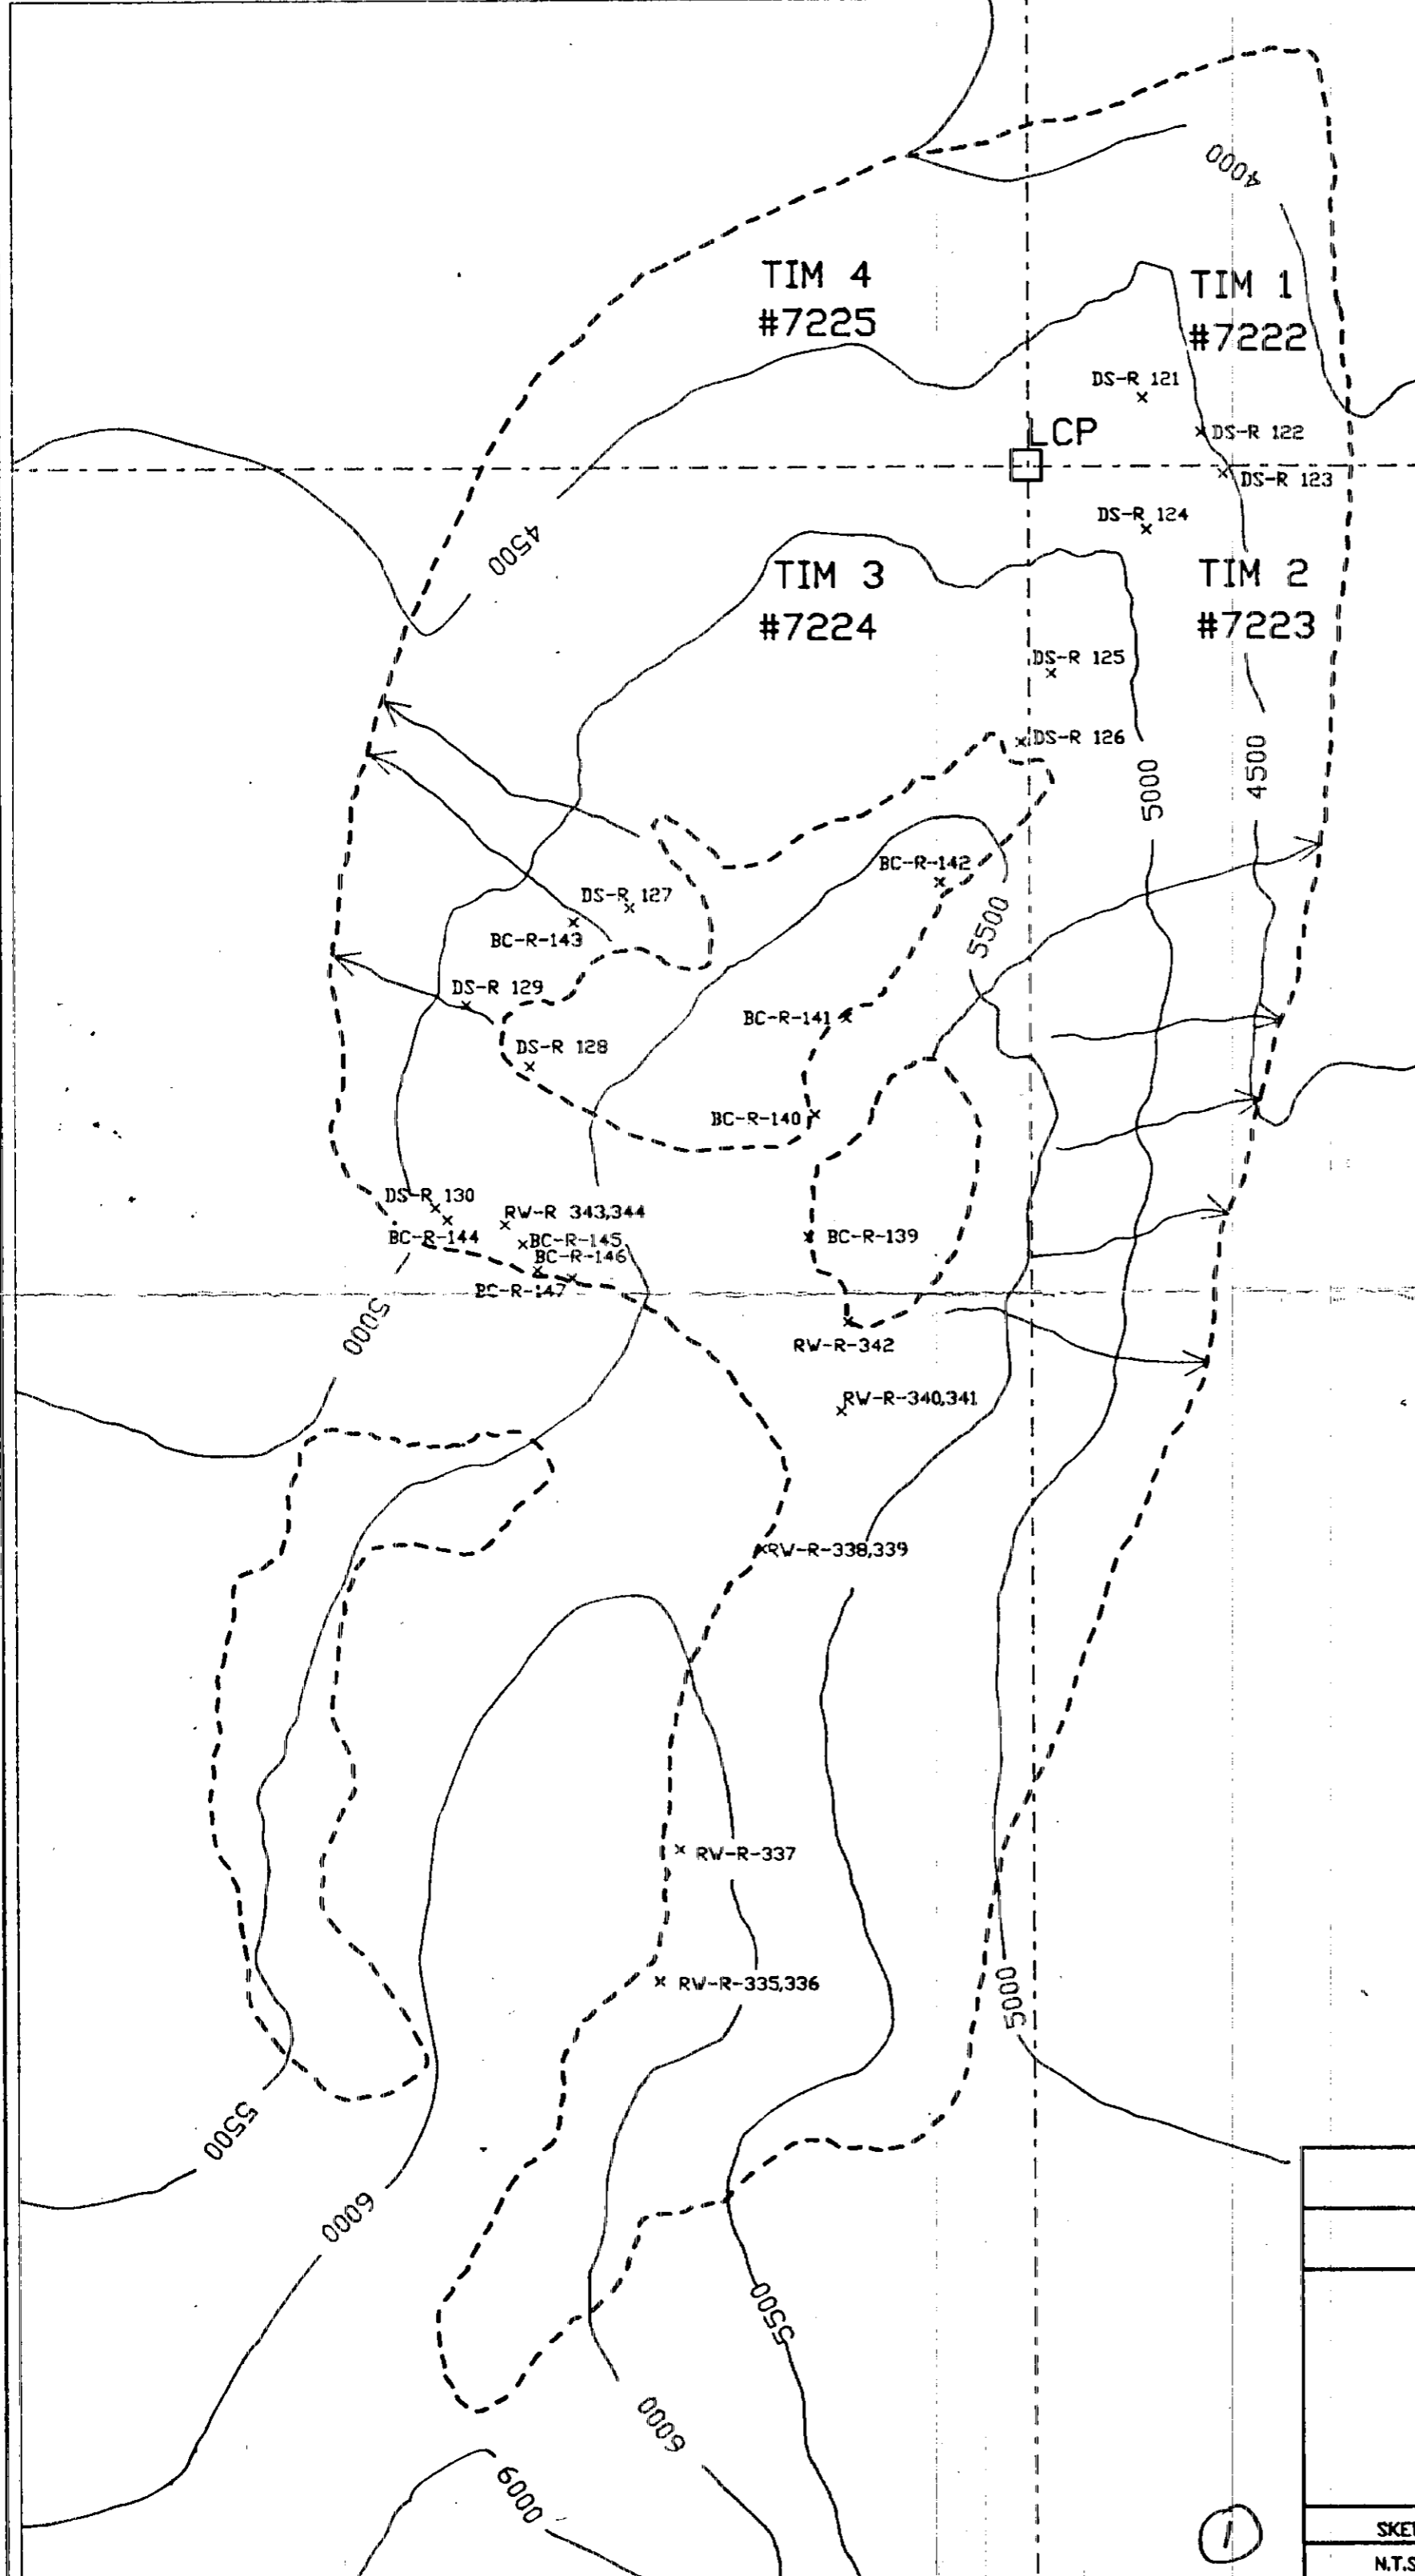 4000
TIM 4
#7225
TIM 1
#7222
DS-R 121
LCP
DS-R 122
DS-R 123
DS-R 124
4500
TIM 3
#7224
TIM 2
#7223
DS-R 125
DS-R 126
5000
4500
BC-R-142
DS-R 127
5500
BC-R-143
DS-R 129
BC-R-141
DS-R 128
BC-R-140
DS-R 130
RW-R 343,344
BC-R-144
BC-R-145
BC-R-139
BC-R-146
BC-R-147
5000
RW-R-342
RW-R-340,341
RW-R-338,339
RW-R-337
RW-R-335,336
5000
5500
6000
5500
6000
6000
1